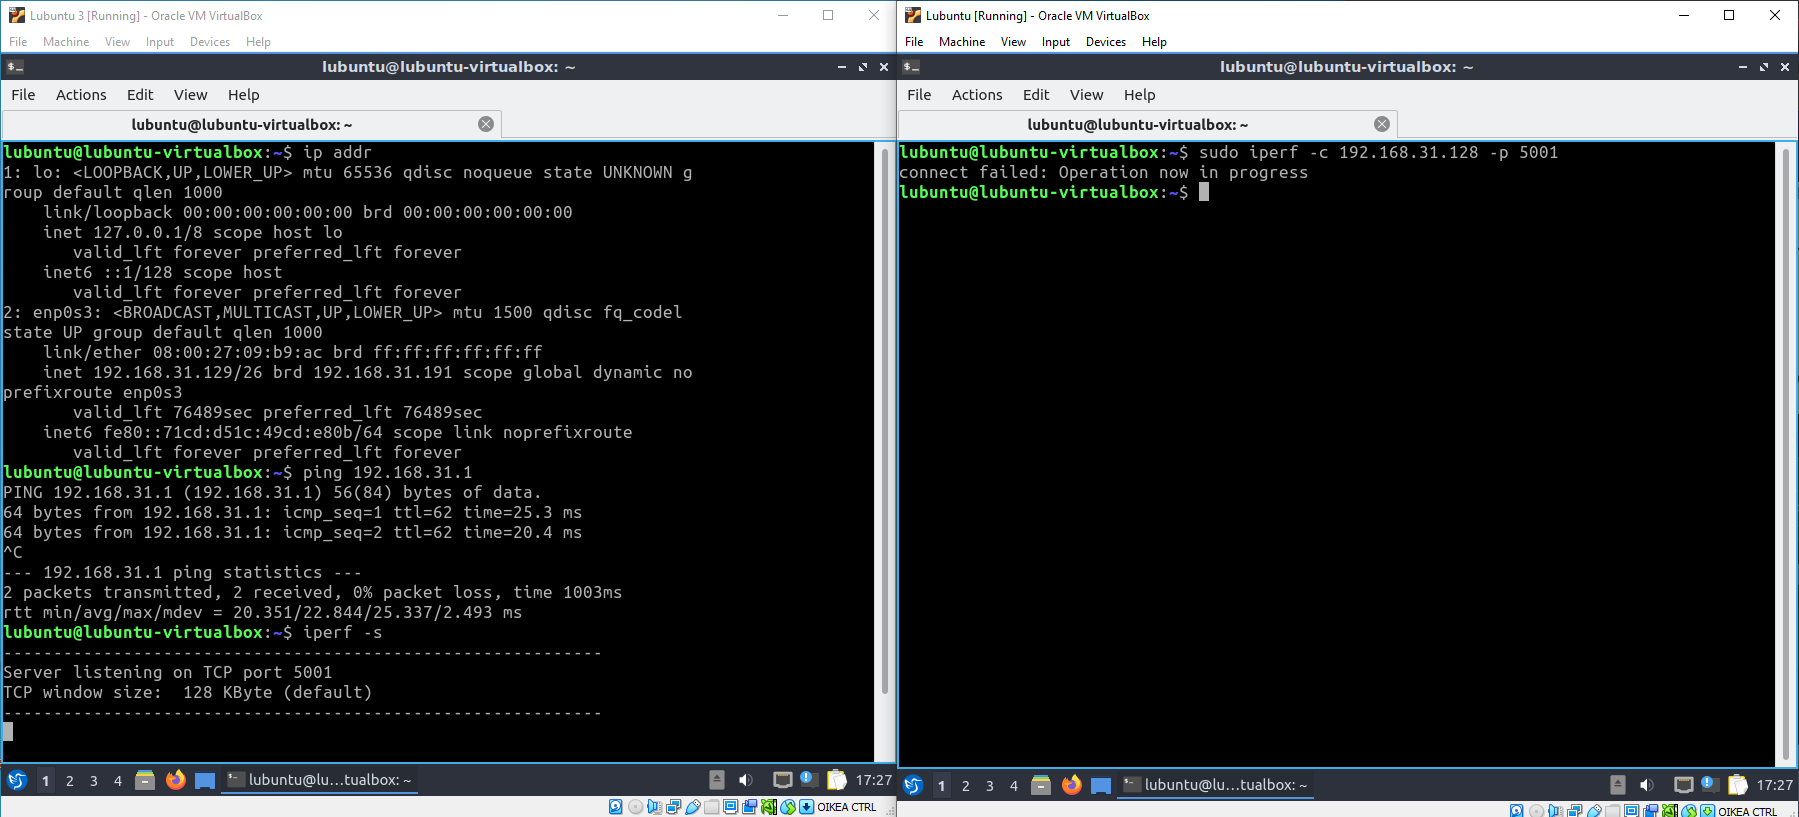 Lubuntu 3 [Running] - Oracle VM VirtualBox
File Machine View Input Devices Help
lubuntu@lubuntu-virtualbox: ~
File Actions Edit View Help
lubuntu@lubuntu-virtualbox: ~
lubuntu@lubuntu-virtualbox:~$ ip addr
1: lo: <LOOPBACK,UP,LOWER_UP> mtu 65536 qdisc noqueue state UNKNOWN g
roup default qlen 1000
    link/loopback 00:00:00:00:00:00 brd 00:00:00:00:00:00
    inet 127.0.0.1/8 scope host lo
       valid_lft forever preferred_lft forever
    inet6 ::1/128 scope host
       valid_lft forever preferred_lft forever
2: enp0s3: <BROADCAST,MULTICAST,UP,LOWER_UP> mtu 1500 qdisc fq_codel
state UP group default qlen 1000
    link/ether 08:00:27:09:b9:ac brd ff:ff:ff:ff:ff:ff
    inet 192.168.31.129/26 brd 192.168.31.191 scope global dynamic no
prefixroute enp0s3
       valid_lft 76489sec preferred_lft 76489sec
    inet6 fe80::71cd:d51c:49cd:e80b/64 scope link noprefixroute
       valid_lft forever preferred_lft forever
lubuntu@lubuntu-virtualbox:~$ ping 192.168.31.1
PING 192.168.31.1 (192.168.31.1) 56(84) bytes of data.
64 bytes from 192.168.31.1: icmp_seq=1 ttl=62 time=25.3 ms
64 bytes from 192.168.31.1: icmp_seq=2 ttl=62 time=20.4 ms
^C
--- 192.168.31.1 ping statistics ---
2 packets transmitted, 2 received, 0% packet loss, time 1003ms
rtt min/avg/max/mdev = 20.351/22.844/25.337/2.493 ms
lubuntu@lubuntu-virtualbox:~$ iperf -s
------------------------------------------------------------
Server listening on TCP port 5001
TCP window size:  128 KByte (default)
------------------------------------------------------------
1 2 3 4 lubuntu@lu...tualbox: ~ 17:27
OIKEA CTRL
Lubuntu [Running] - Oracle VM VirtualBox
File Machine View Input Devices Help
lubuntu@lubuntu-virtualbox: ~
File Actions Edit View Help
lubuntu@lubuntu-virtualbox: ~
lubuntu@lubuntu-virtualbox:~$ sudo iperf -c 192.168.31.128 -p 5001
connect failed: Operation now in progress
lubuntu@lubuntu-virtualbox:~$
1 2 3 4 lubuntu@lu...tualbox: ~ 17:27
OIKEA CTRL